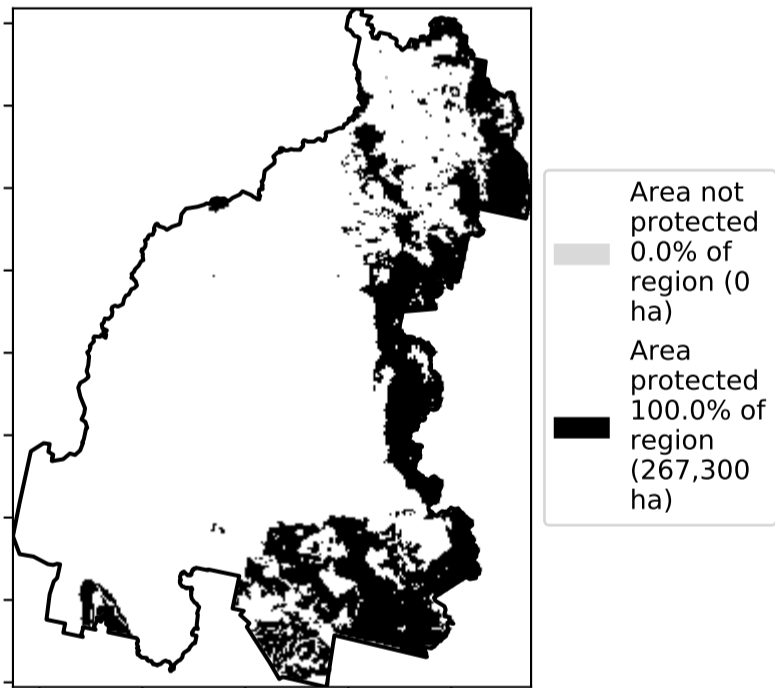 Area not
protected
0.0% of
region (0
ha)
Area
protected
100.0% of
region
(267,300
ha)